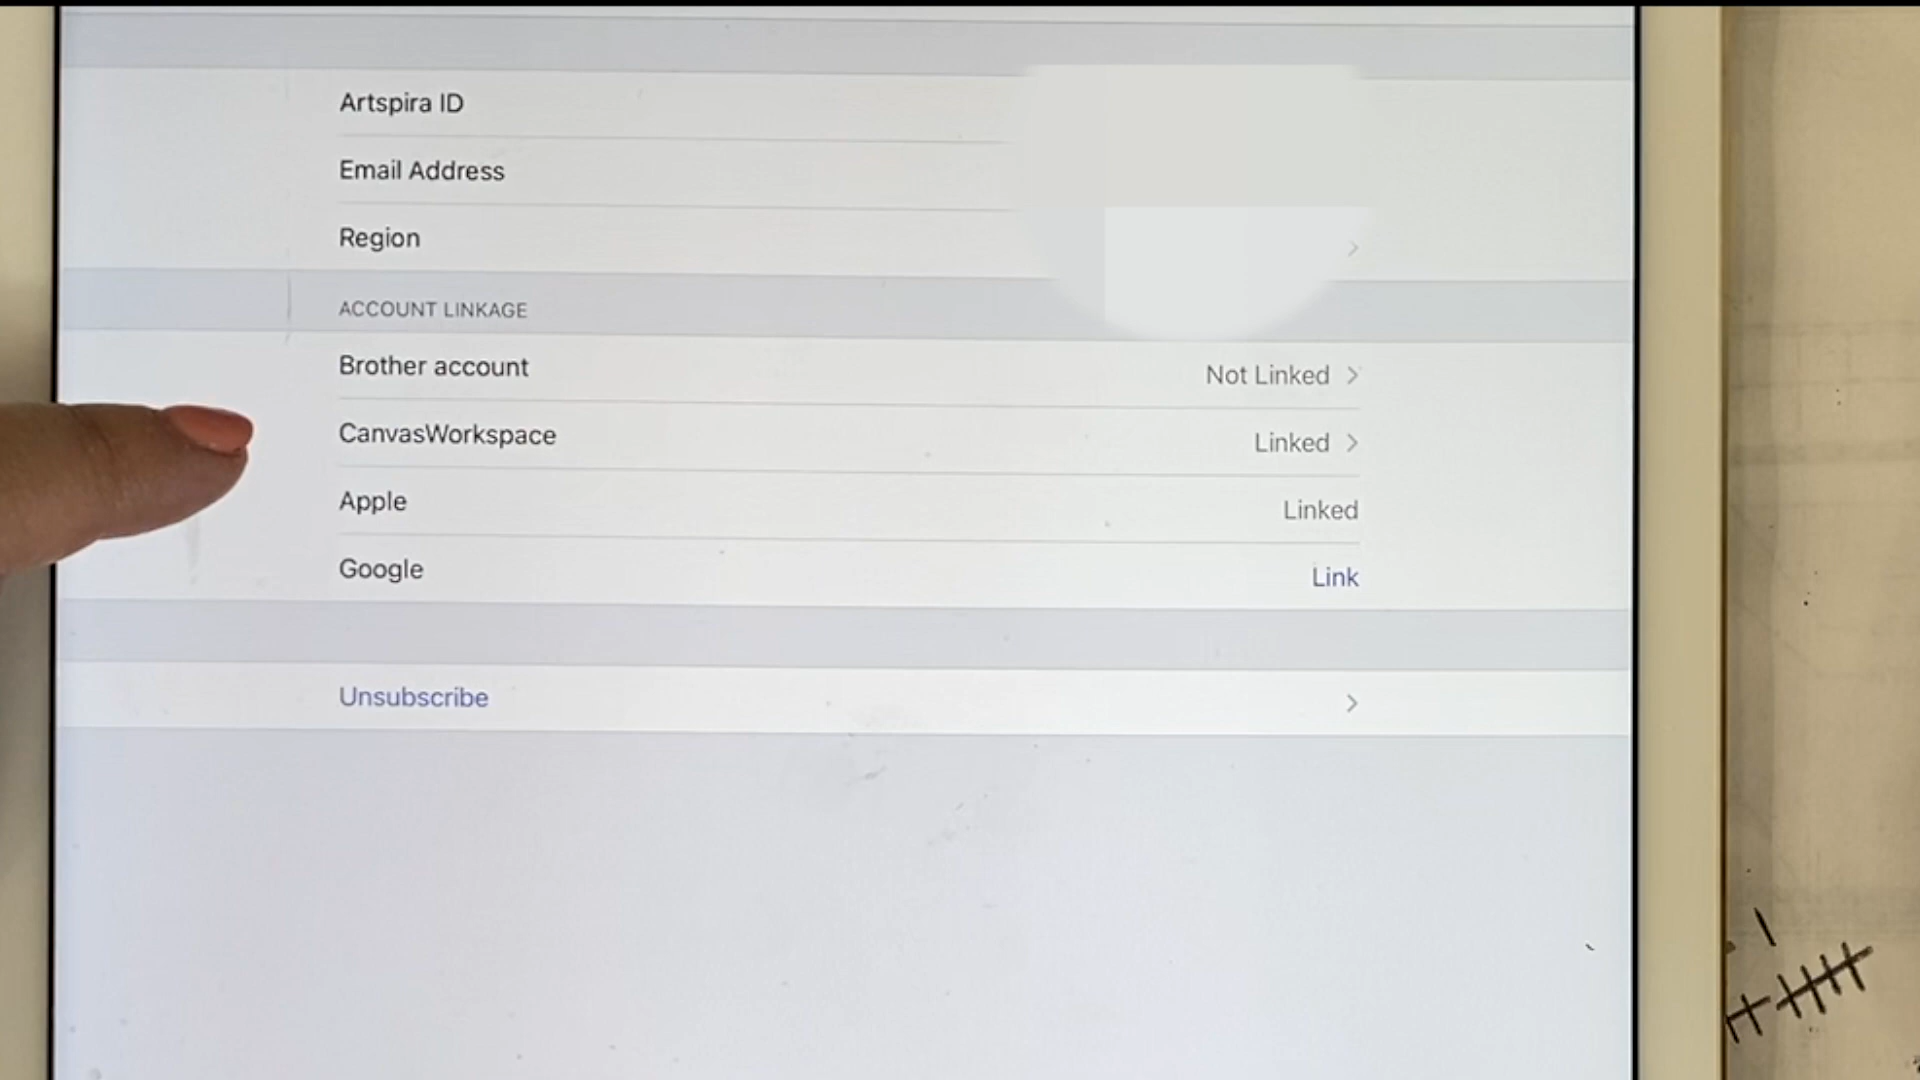 Artspira ID
Email Address
Region
ACCOUNT LINKAGE
Brother account Not Linked
CanvasWorkspace Linked
Apple Linked
Google Link
Unsubscribe